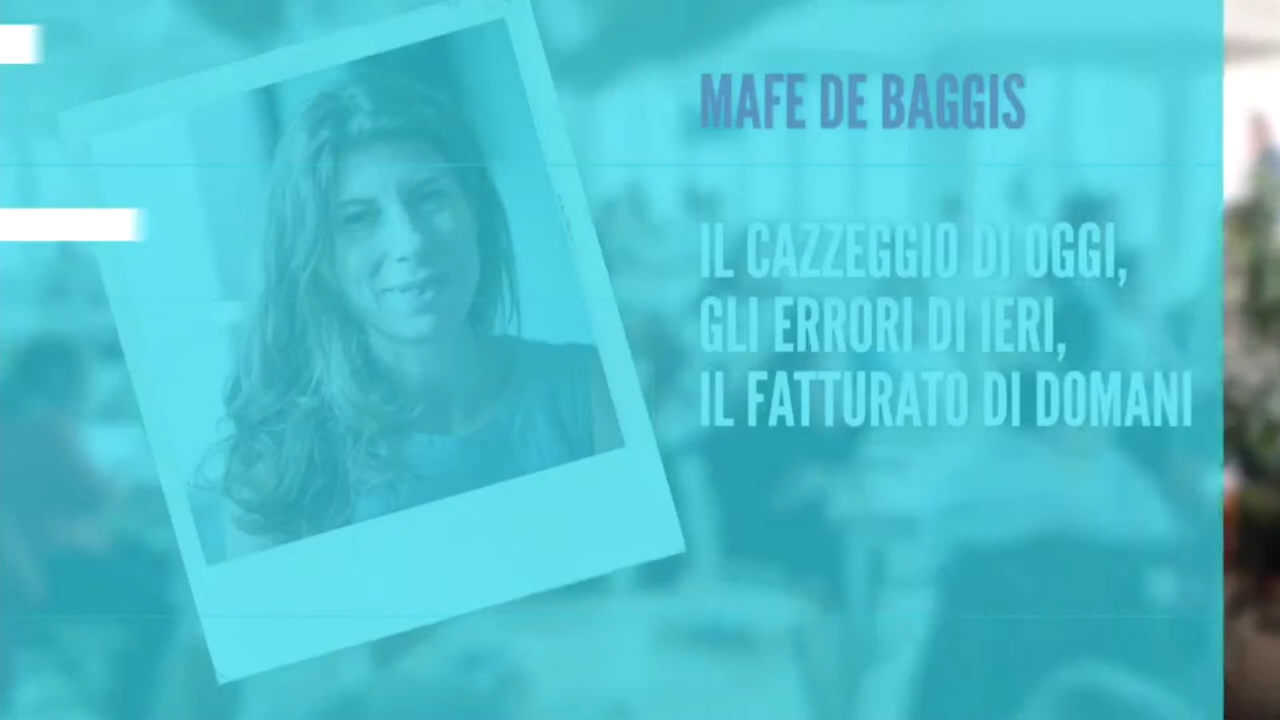 MAFE DE BAGGIS
IL CAZZEGGIO DI OGGI,
GLI ERRORI DI IERI,
IL FATTURATO DI DOMANI